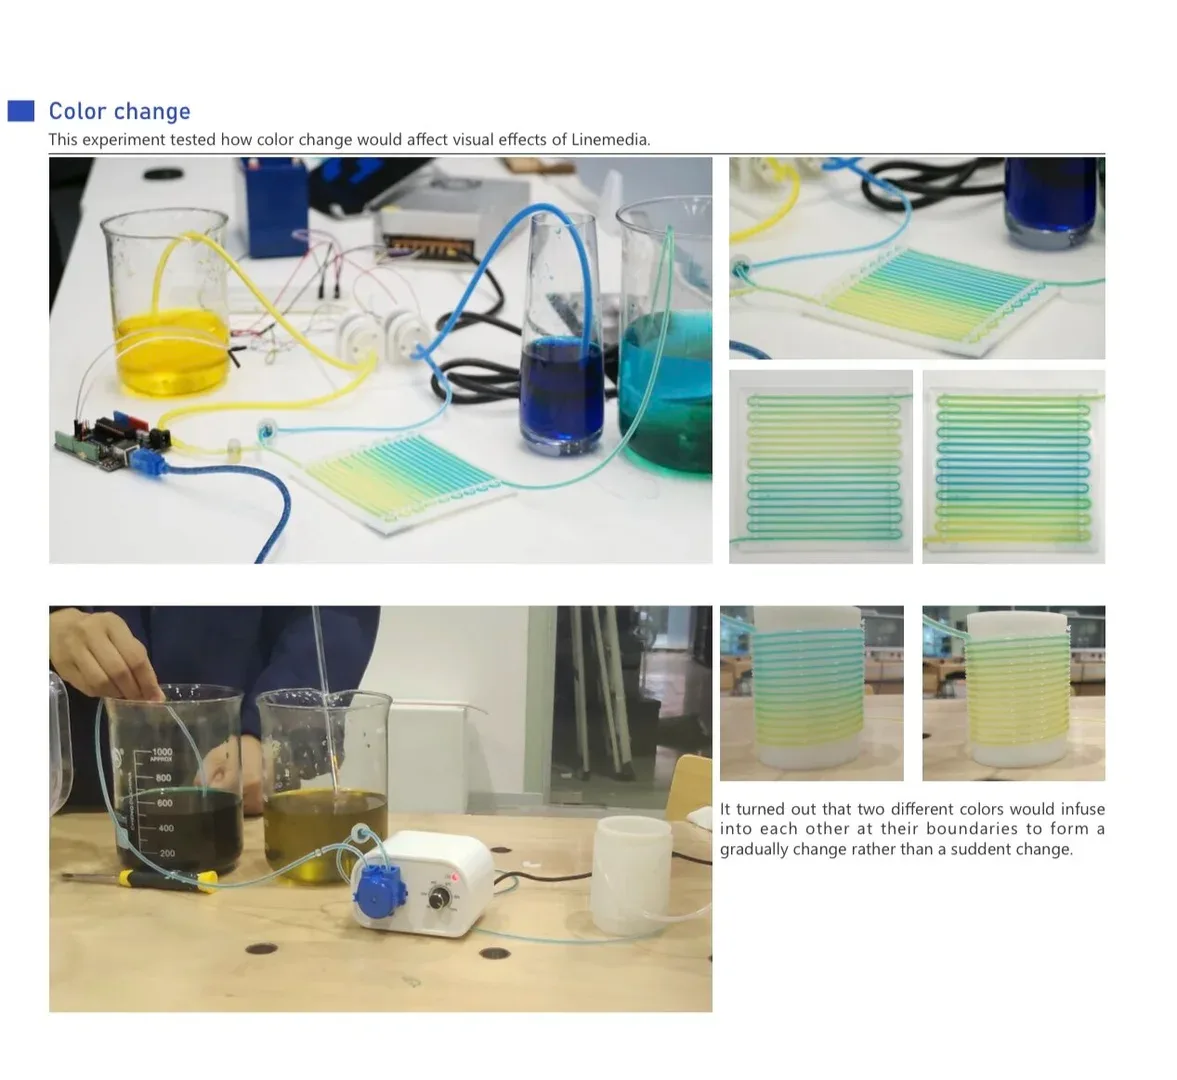 Color change
This experiment tested how color change would affect visual effects of Linemedia.
1000
APPROX
800
600
400
200
It turned out that two different colors would infuse
into each other at their boundaries to form a
gradually change rather than a suddent change.